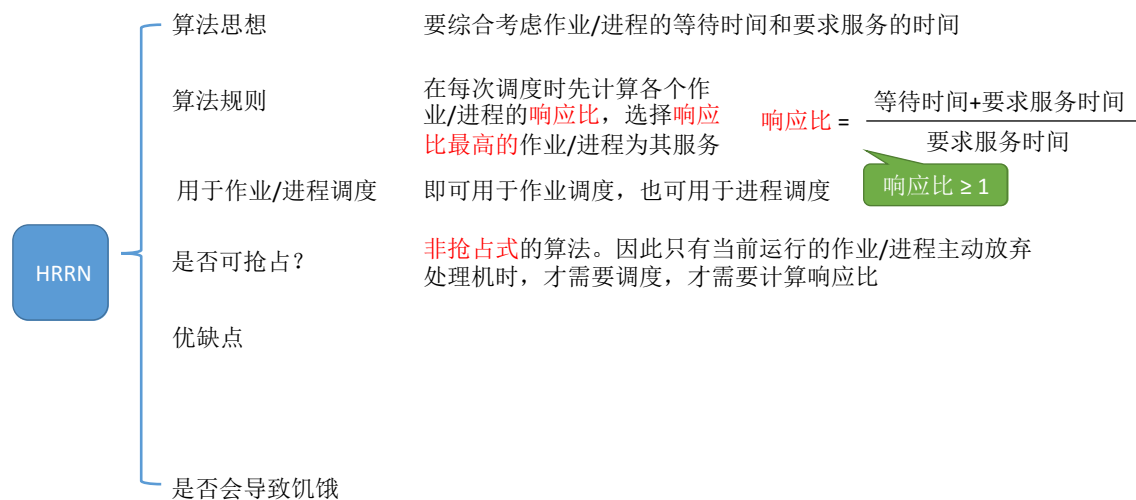 算法思想
要综合考虑作业/进程的等待时间和要求服务的时间
算法规则
在每次调度时先计算各个作
业/进程的响应比，选择响应
比最高的作业/进程为其服务
响应比 =
等待时间+要求服务时间
要求服务时间
响应比 ≥ 1
用于作业/进程调度
即可用于作业调度，也可用于进程调度
HRRN
是否可抢占？
非抢占式的算法。因此只有当前运行的作业/进程主动放弃
处理机时，才需要调度，才需要计算响应比
优缺点
是否会导致饥饿